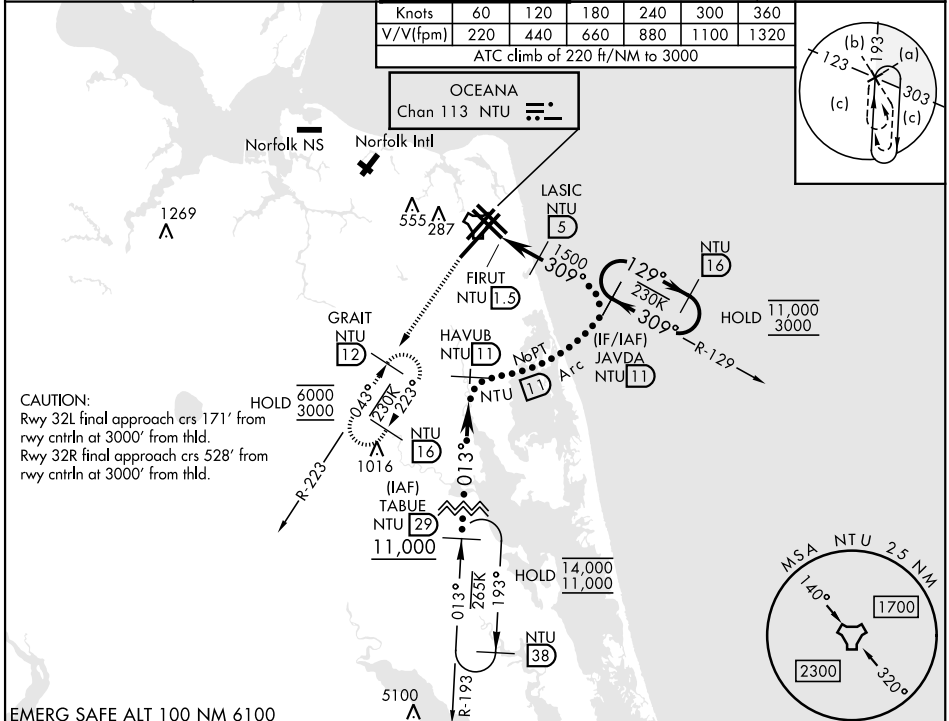 Knots 60 120 180 240 300 360
V/V(fpm) 220 440 660 880 1100 1320
ATC climb of 220 ft/NM to 3000
(b)
193
(a)
123
303
(c)
(c)
OCEANA
Chan 113 NTU
Norfolk NS
Norfolk Intl
1269
555
287
LASIC
NTU
5
1500
309°
FIRUT
NTU 1.5
129°
230K
309°
NTU
16
HOLD 11,000
3000
R-129
(IF/IAF)
JAVDA
NTU 11
GRAIT
NTU
12
HAVUB
NTU 11
NoPT
NTU 11 Arc
CAUTION:
Rwy 32L final approach crs 171' from
rwy cntrln at 3000' from thld.
Rwy 32R final approach crs 528' from
rwy cntrln at 3000' from thld.
HOLD 6000
3000
043°
230K
223°
NTU
16
1016
R-223
013°
(IAF)
TABUE
NTU 29
11,000
013°
265K
193°
HOLD 14,000
11,000
NTU
38
R-193
5100
EMERG SAFE ALT 100 NM 6100
MSA NTU 25 NM
140°
1700
2300
320°